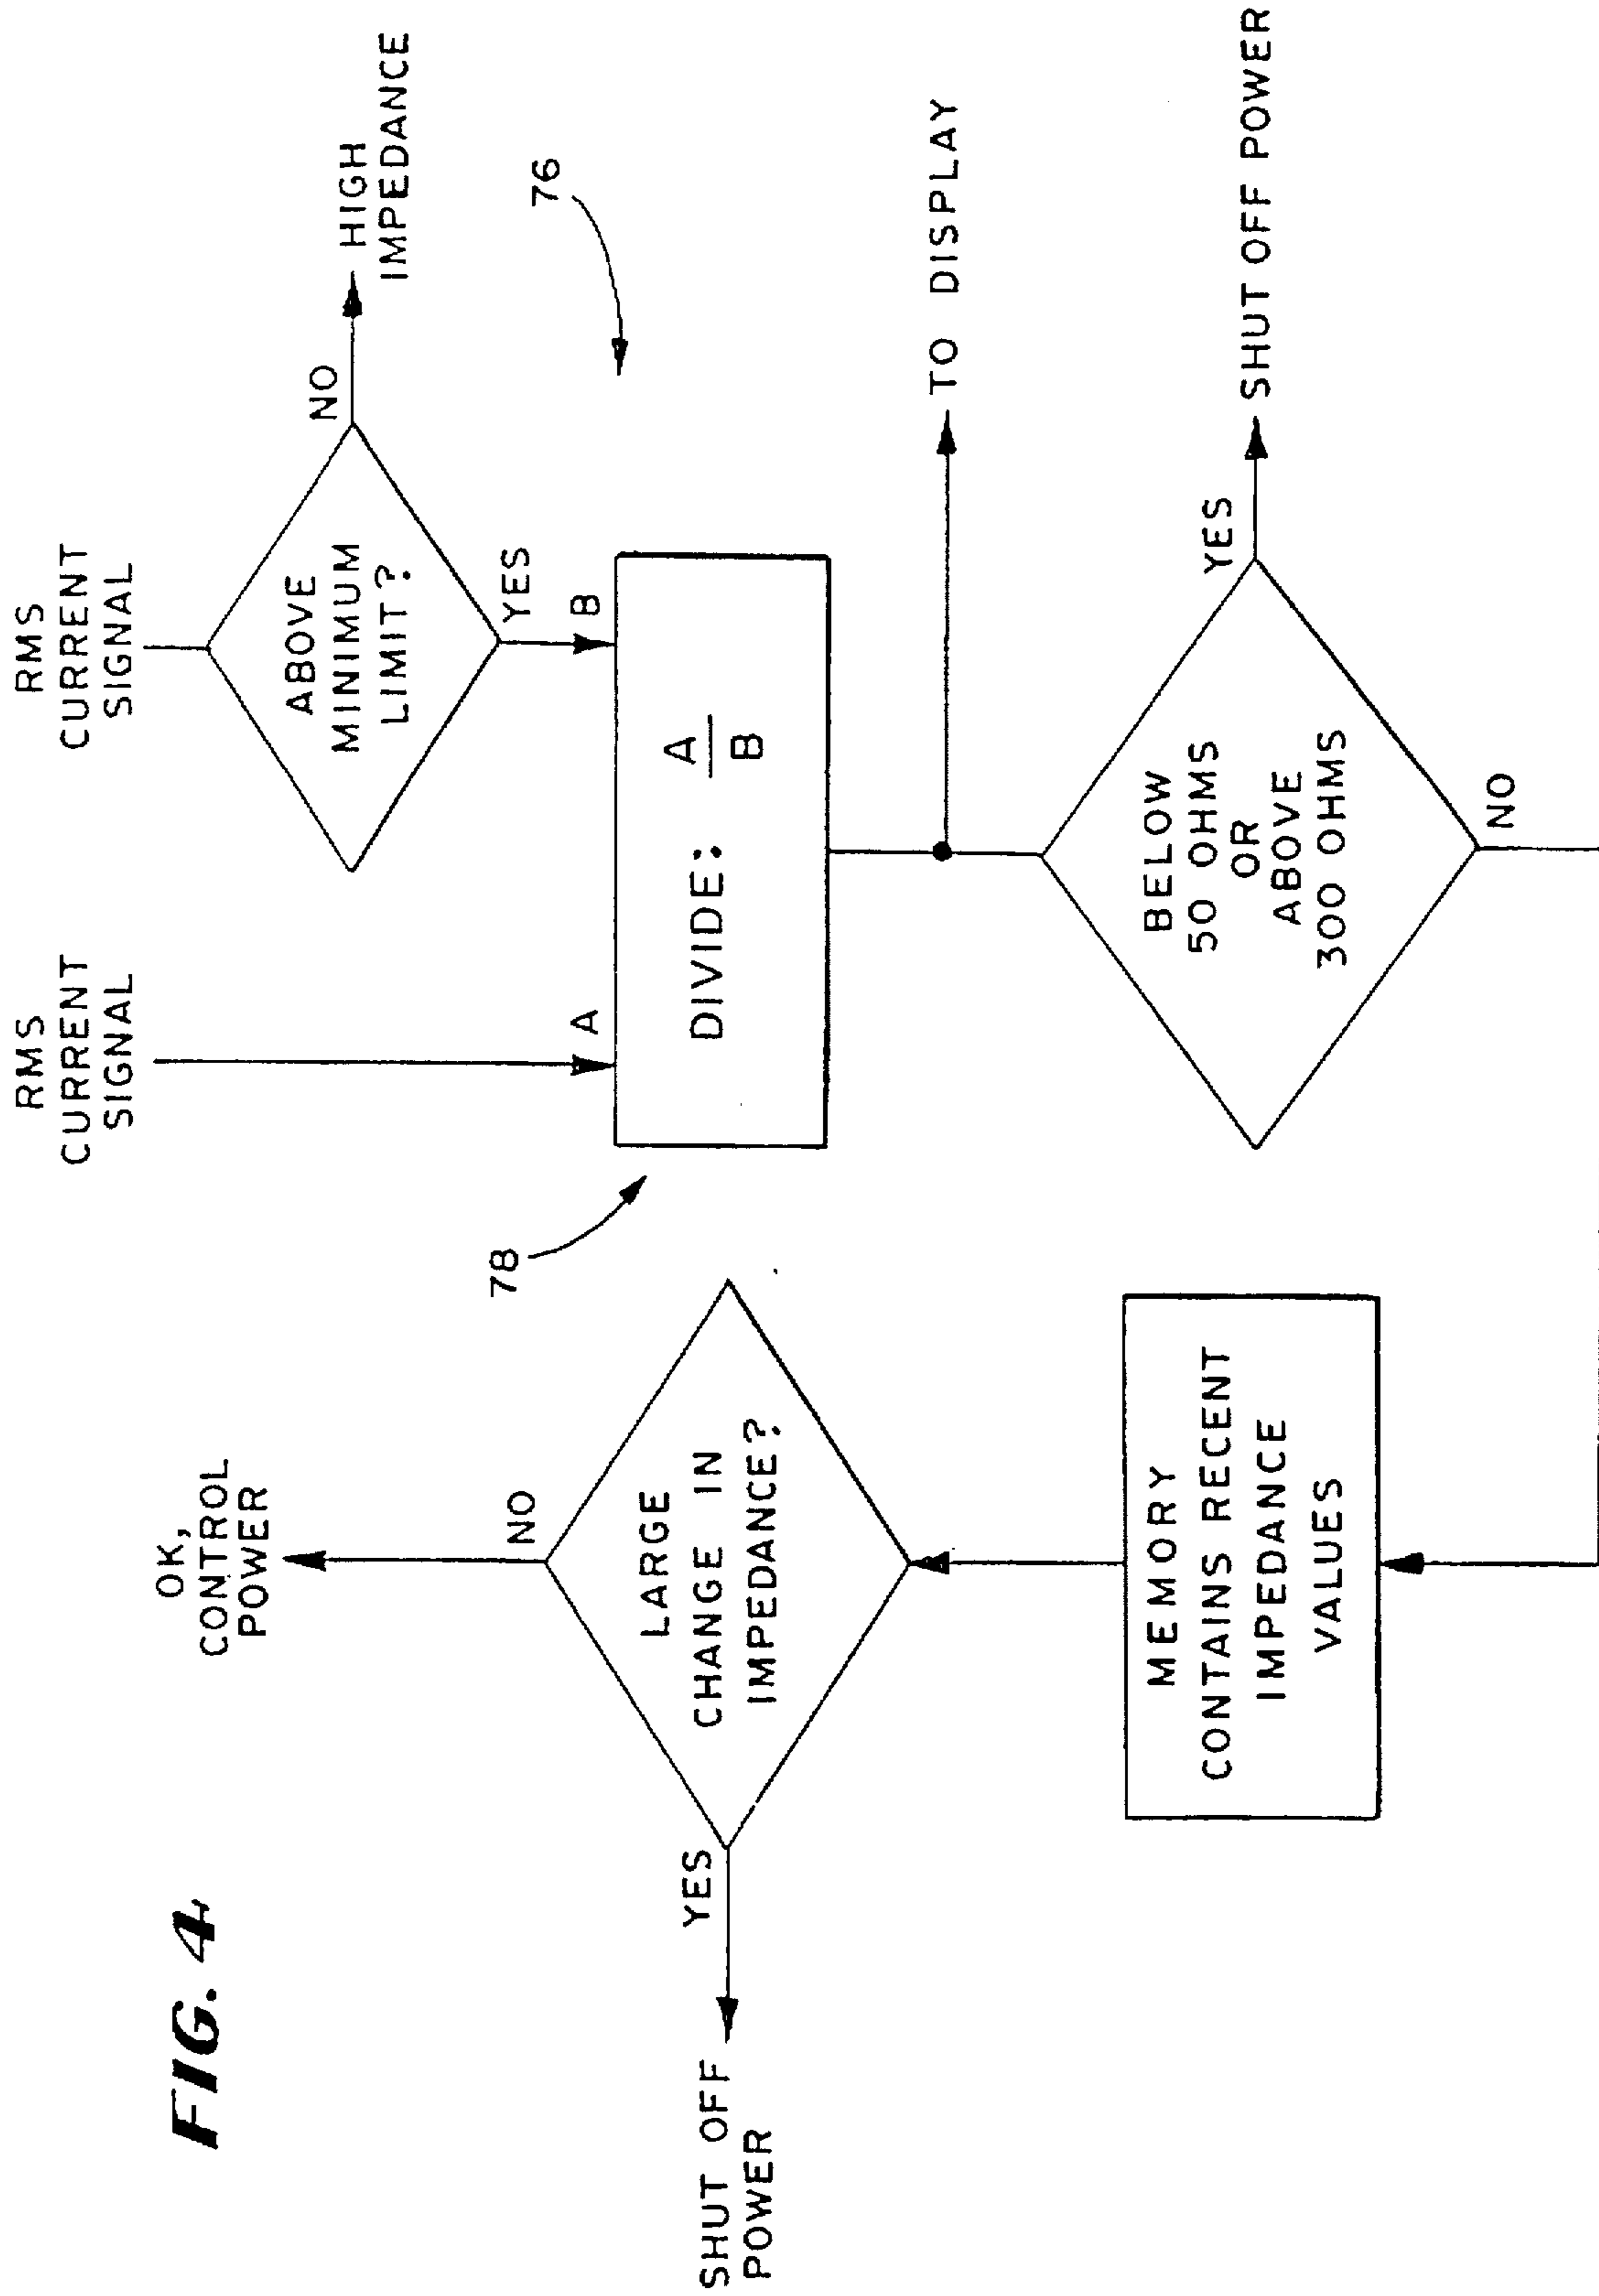 FIG. 4
RMS
CURRENT
SIGNAL
A
RMS
CURRENT
SIGNAL
ABOVE
MINIMUM
LIMIT?
NO
HIGH
IMPEDANCE
YES
B
76
78
DIVIDE: A
B
TO DISPLAY
BELOW
50 OHMS
OR
ABOVE
300 OHMS
YES
SHUT OFF POWER
NO
MEMORY
CONTAINS RECENT
IMPEDANCE
VALUES
LARGE
CHANGE IN
IMPEDANCE?
NO
OK,
CONTROL
POWER
YES
SHUT OFF
POWER